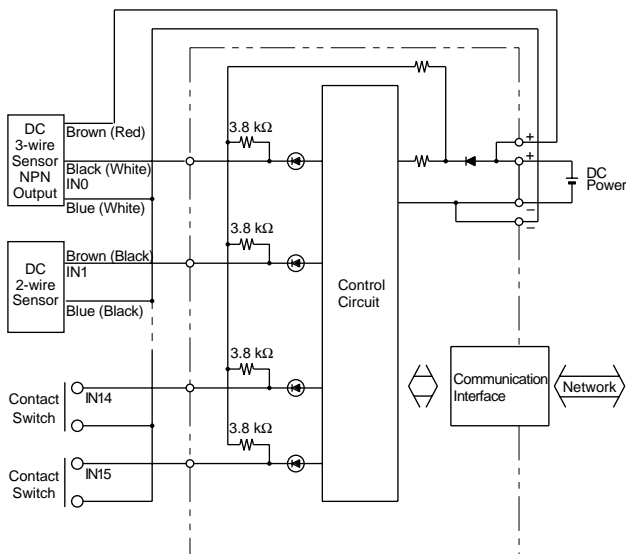 DC
3-wire
Sensor
NPN
Output
Brown (Red)
Black (White)
IN0
Blue (White)
3.8 kΩ
+
+
−
−
DC
Power
DC
2-wire
Sensor
Brown (Black)
IN1
Blue (Black)
3.8 kΩ
Control
Circuit
Contact
Switch
IN14
3.8 kΩ
Communication
Interface
Network
Contact
Switch
IN15
3.8 kΩ